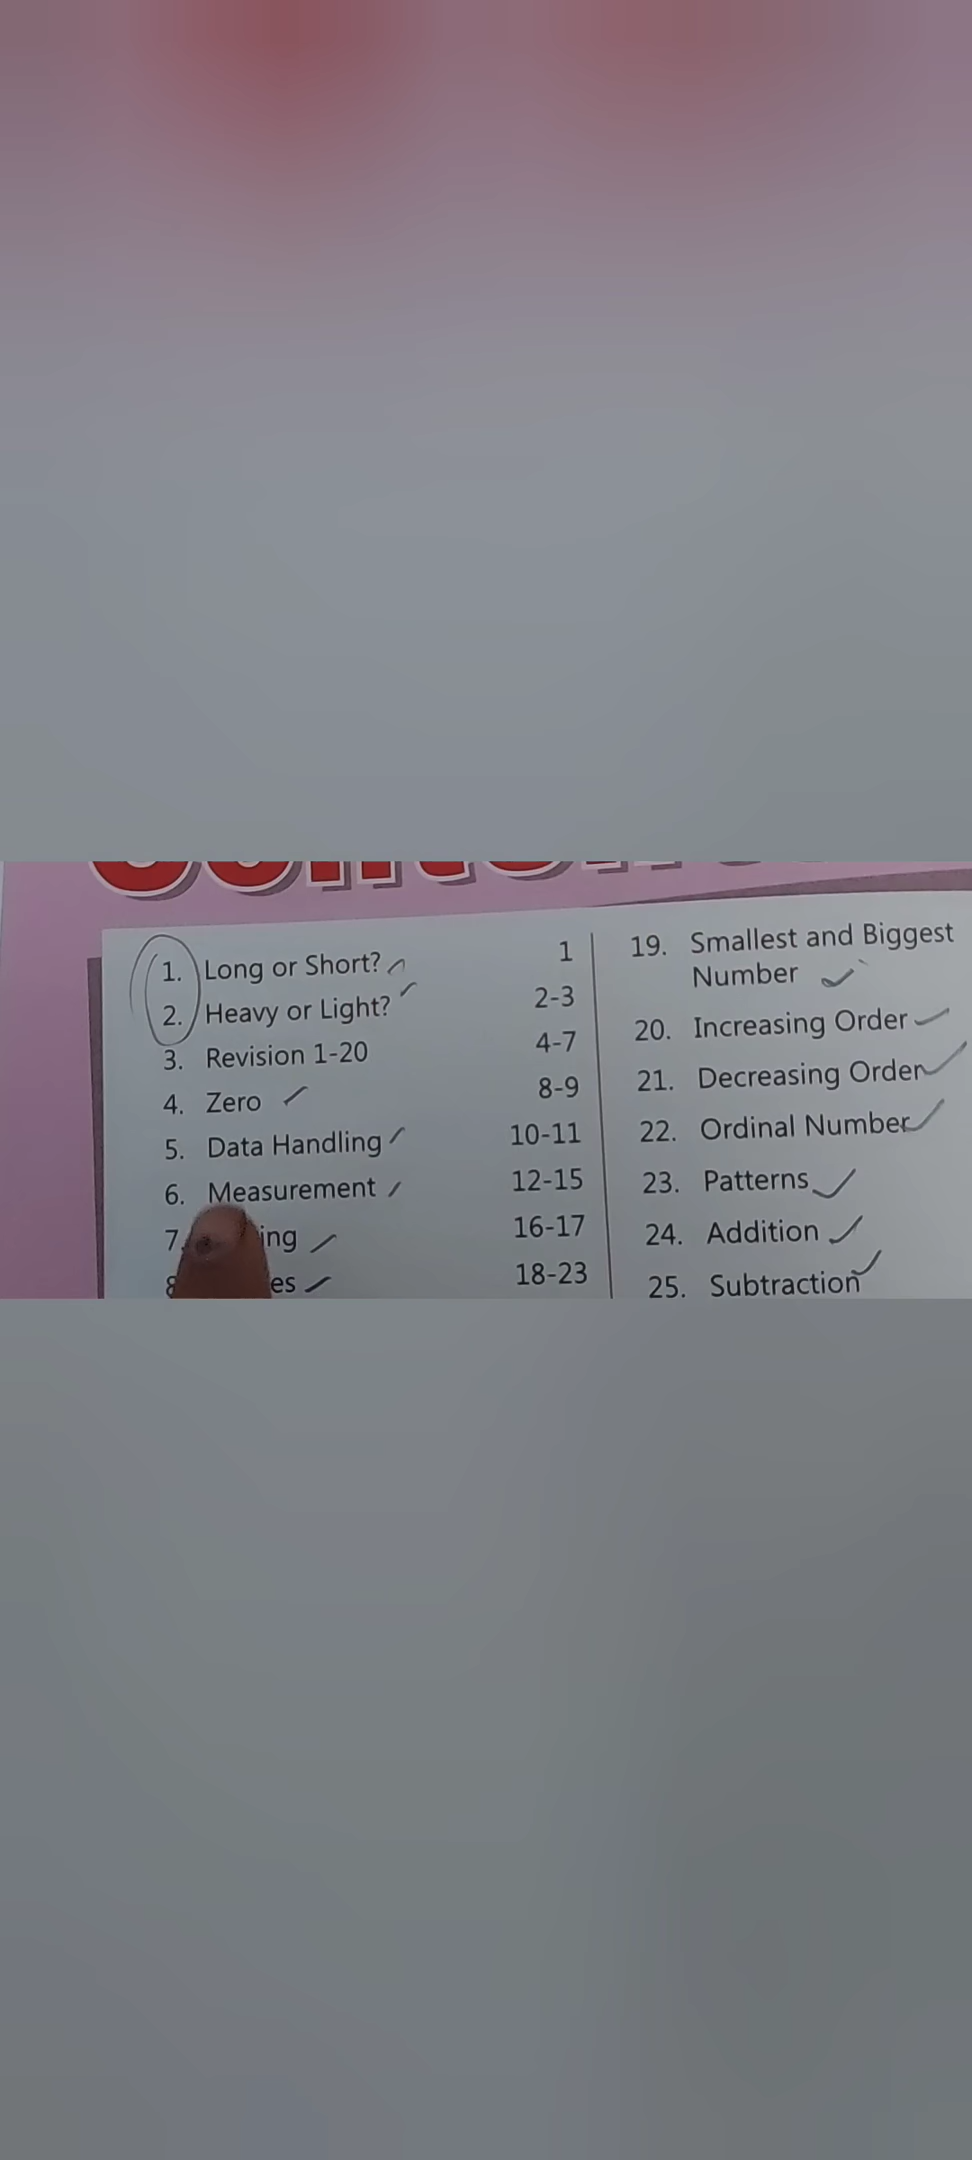 1. Long or Short? 1
2. Heavy or Light? 2-3
3. Revision 1-20 4-7
4. Zero 8-9
5. Data Handling 10-11
6. Measurement 12-15
7. 16-17
18-23
19. Smallest and Biggest
Number
20. Increasing Order
21. Decreasing Order
22. Ordinal Number
23. Patterns
24. Addition
25. Subtraction